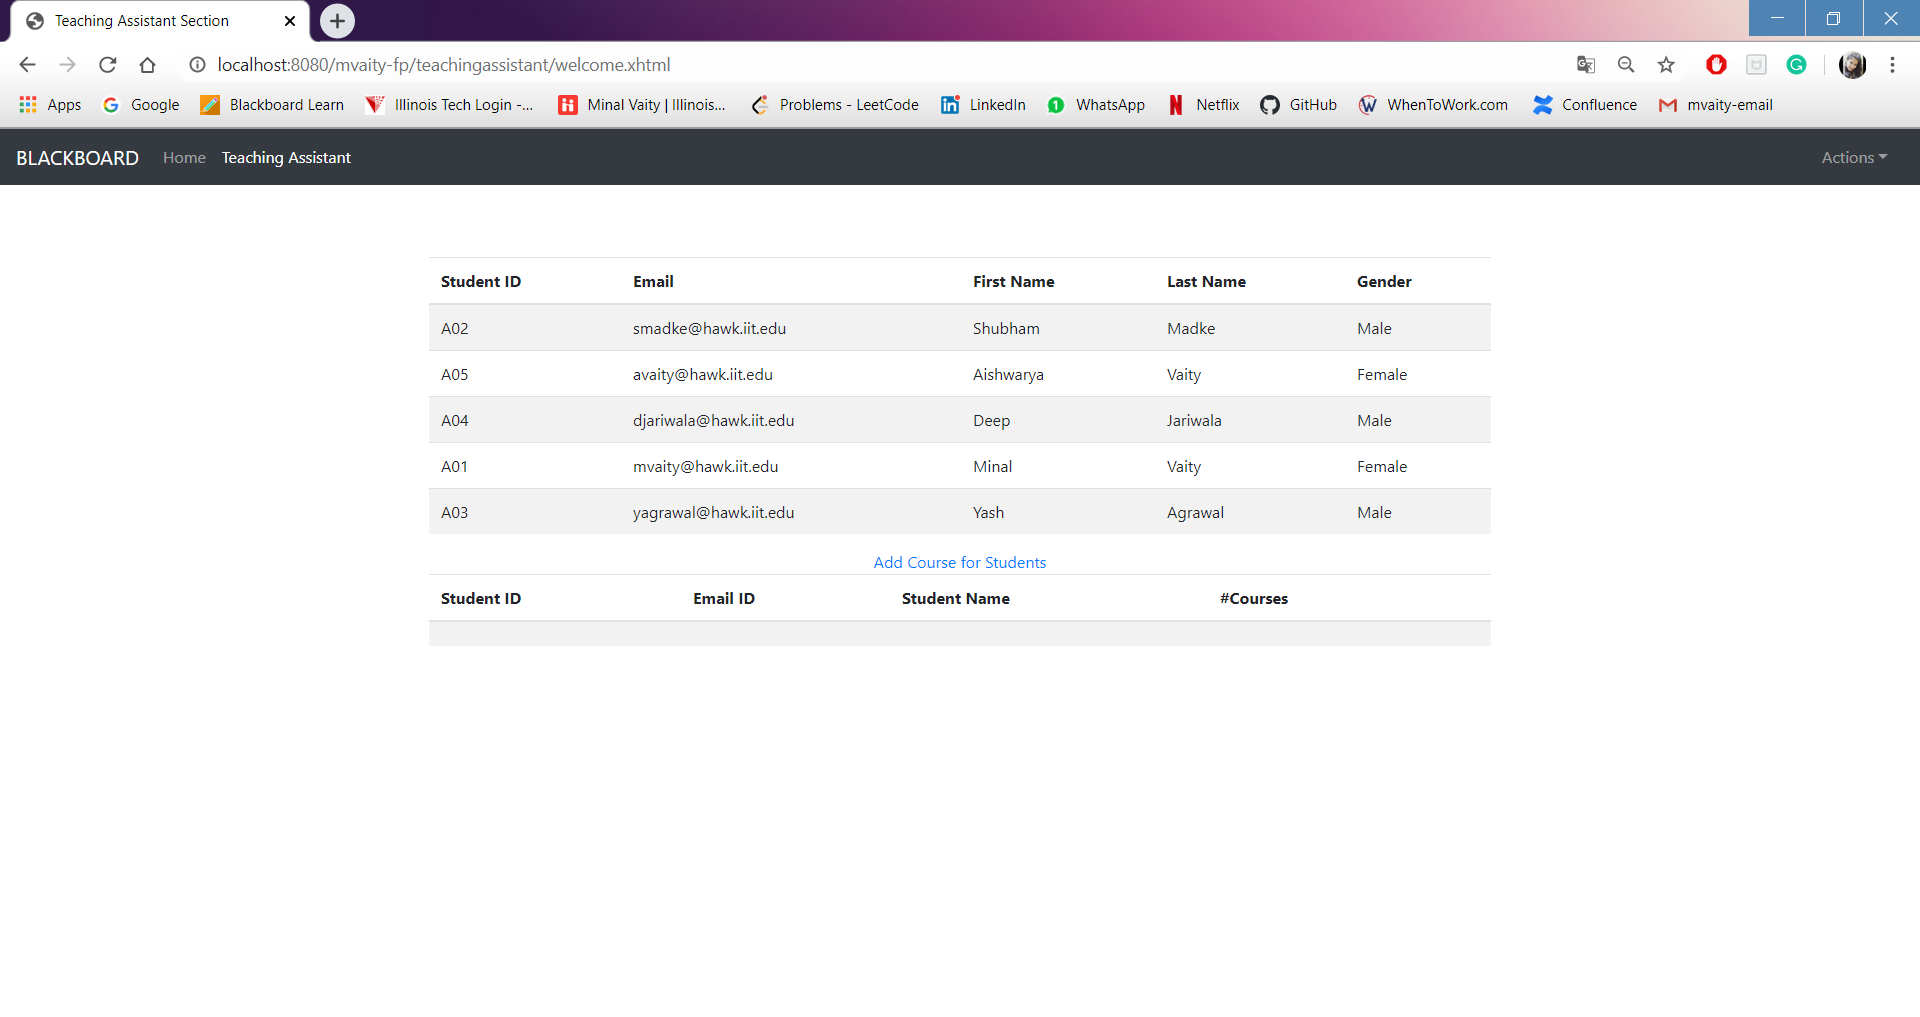 Teaching Assistant Section
localhost:8080/mvaity-fp/teachingassistant/welcome.xhtml
Apps Google Blackboard Learn Illinois Tech Login -... Minal Vaity | Illinois... Problems - LeetCode LinkedIn 1 WhatsApp Netflix GitHub WhenToWork.com Confluence mvaity-email
BLACKBOARD Home Teaching Assistant Actions
Student ID Email First Name Last Name Gender
A02 smadke@hawk.iit.edu Shubham Madke Male
A05 avaity@hawk.iit.edu Aishwarya Vaity Female
A04 djariwala@hawk.iit.edu Deep Jariwala Male
A01 mvaity@hawk.iit.edu Minal Vaity Female
A03 yagrawal@hawk.iit.edu Yash Agrawal Male
Add Course for Students
Student ID Email ID Student Name #Courses